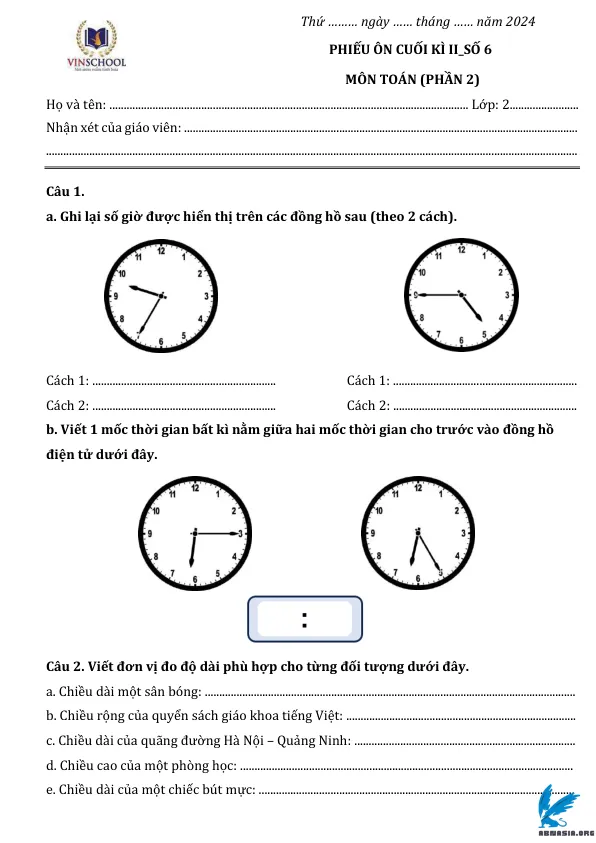 Thứ ……… ngày …… tháng …… năm 2024
VINSCHOOL
PHIẾU ÔN CUỐI KÌ II_SỐ 6
MÔN TOÁN (PHẦN 2)
Họ và tên: ........................................ Lớp: 2........................
Nhận xét của giáo viên: ........................................
........................................
Câu 1.
a. Ghi lại số giờ được hiển thị trên các đồng hồ sau (theo 2 cách).
12 1 2 3 4 5 6 7 8 9 10 11
12 1 2 3 4 5 6 7 8 9 10 11
Cách 1: ........................................ Cách 1: ........................................
Cách 2: ........................................ Cách 2: ........................................
b. Viết 1 mốc thời gian bất kì nằm giữa hai mốc thời gian cho trước vào đồng hồ
điện tử dưới đây.
12 1 2 3 4 5 6 7 8 9 10 11
12 1 2 3 4 5 6 7 8 9 10 11
:
Câu 2. Viết đơn vị đo độ dài phù hợp cho từng đối tượng dưới đây.
a. Chiều dài một sân bóng: ........................................
b. Chiều rộng của quyển sách giáo khoa tiếng Việt: ........................................
c. Chiều dài của quãng đường Hà Nội – Quảng Ninh: ........................................
d. Chiều cao của một phòng học: ........................................
e. Chiều dài của một chiếc bút mực: ........................................
ABNASIA.ORG